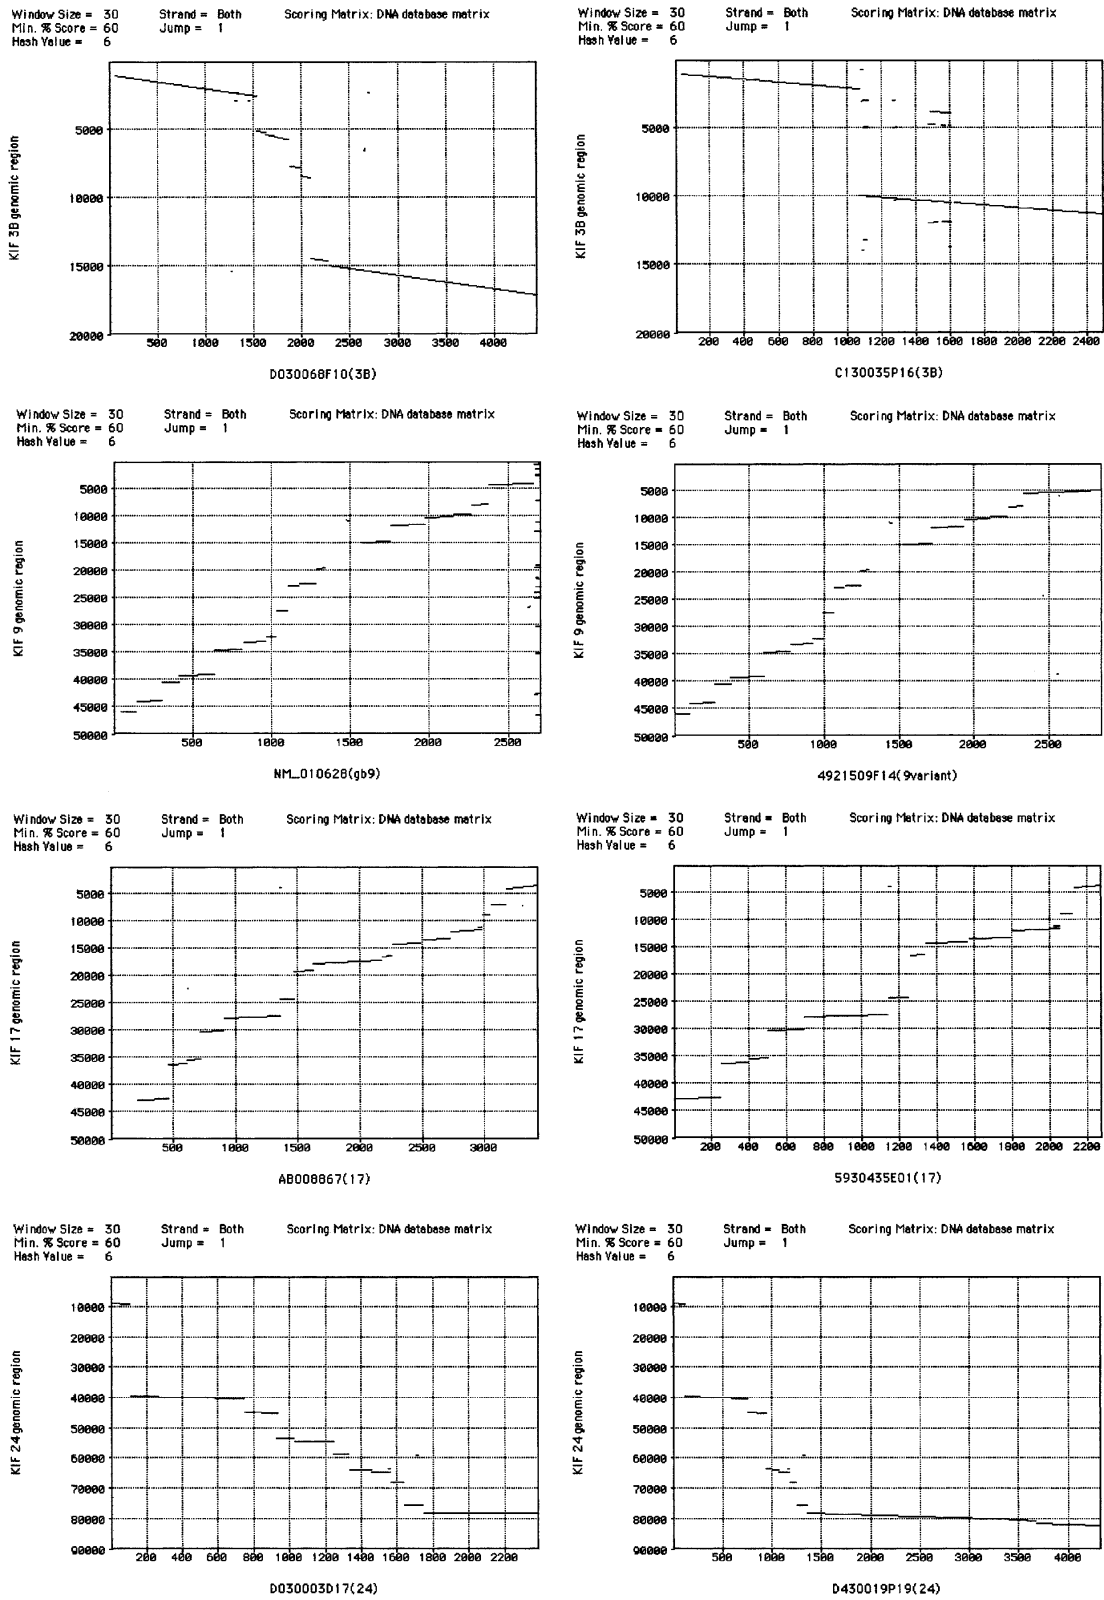 Window Size = 30 Strand = Both Scoring Matrix: DNA database matrix
Min. % Score = 60 Jump = 1
Hash Value = 6
KIF 3B genomic region
5000
10000
15000
20000
500 1000 1500 2000 2500 3000 3500 4000
D030068F10(3B)
Window Size = 30 Strand = Both Scoring Matrix: DNA database matrix
Min. % Score = 60 Jump = 1
Hash Value = 6
KIF 3B genomic region
5000
10000
15000
20000
200 400 600 800 1000 1200 1400 1600 1800 2000 2200 2400
C130035P16(3B)
Window Size = 30 Strand = Both Scoring Matrix: DNA database matrix
Min. % Score = 60 Jump = 1
Hash Value = 6
KIF 9 genomic region
5000
10000
15000
20000
25000
30000
35000
40000
45000
50000
500 1000 1500 2000 2500
NM_010628(gb9)
Window Size = 30 Strand = Both Scoring Matrix: DNA database matrix
Min. % Score = 60 Jump = 1
Hash Value = 6
KIF 9 genomic region
5000
10000
15000
20000
25000
30000
35000
40000
45000
50000
500 1000 1500 2000 2500
4921509F14(9variant)
Window Size = 30 Strand = Both Scoring Matrix: DNA database matrix
Min. % Score = 60 Jump = 1
Hash Value = 6
KIF 17 genomic region
5000
10000
15000
20000
25000
30000
35000
40000
45000
50000
500 1000 1500 2000 2500 3000
AB008867(17)
Window Size = 30 Strand = Both Scoring Matrix: DNA database matrix
Min. % Score = 60 Jump = 1
Hash Value = 6
KIF 17 genomic region
5000
10000
15000
20000
25000
30000
35000
40000
45000
50000
200 400 600 800 1000 1200 1400 1600 1800 2000 2200
5930435E01(17)
Window Size = 30 Strand = Both Scoring Matrix: DNA database matrix
Min. % Score = 60 Jump = 1
Hash Value = 6
KIF 24 genomic region
10000
20000
30000
40000
50000
60000
70000
80000
90000
200 400 600 800 1000 1200 1400 1600 1800 2000 2200
D030003D17(24)
Window Size = 30 Strand = Both Scoring Matrix: DNA database matrix
Min. % Score = 60 Jump = 1
Hash Value = 6
KIF 24 genomic region
10000
20000
30000
40000
50000
60000
70000
80000
90000
500 1000 1500 2000 2500 3000 3500 4000
D430019P19(24)